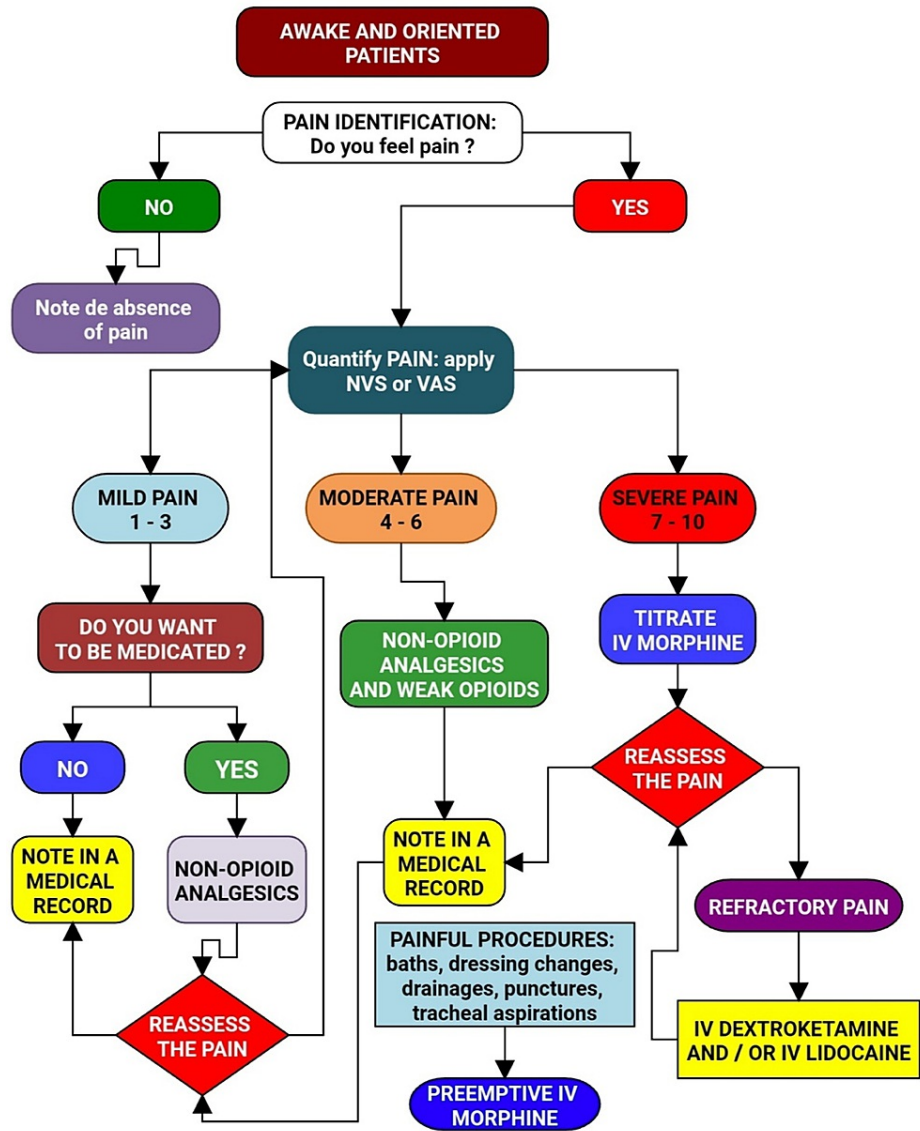 AWAKE AND ORIENTED
PATIENTS
PAIN IDENTIFICATION:
Do you feel pain ?
NO
YES
Note de absence
of pain
Quantify PAIN: apply
NVS or VAS
MILD PAIN
1 - 3
MODERATE PAIN
4 - 6
SEVERE PAIN
7 - 10
DO YOU WANT
TO BE MEDICATED ?
NON-OPIOID
ANALGESICS
AND WEAK OPIOIDS
TITRATE
IV MORPHINE
NO
YES
REASSESS
THE PAIN
NOTE IN A
MEDICAL
RECORD
NON-OPIOID
ANALGESICS
NOTE IN A
MEDICAL
RECORD
REFRACTORY PAIN
PAINFUL PROCEDURES:
baths, dressing changes,
drainages, punctures,
tracheal aspirations
REASSESS
THE PAIN
IV DEXTROKETAMINE
AND / OR IV LIDOCAINE
PREEMPTIVE IV
MORPHINE